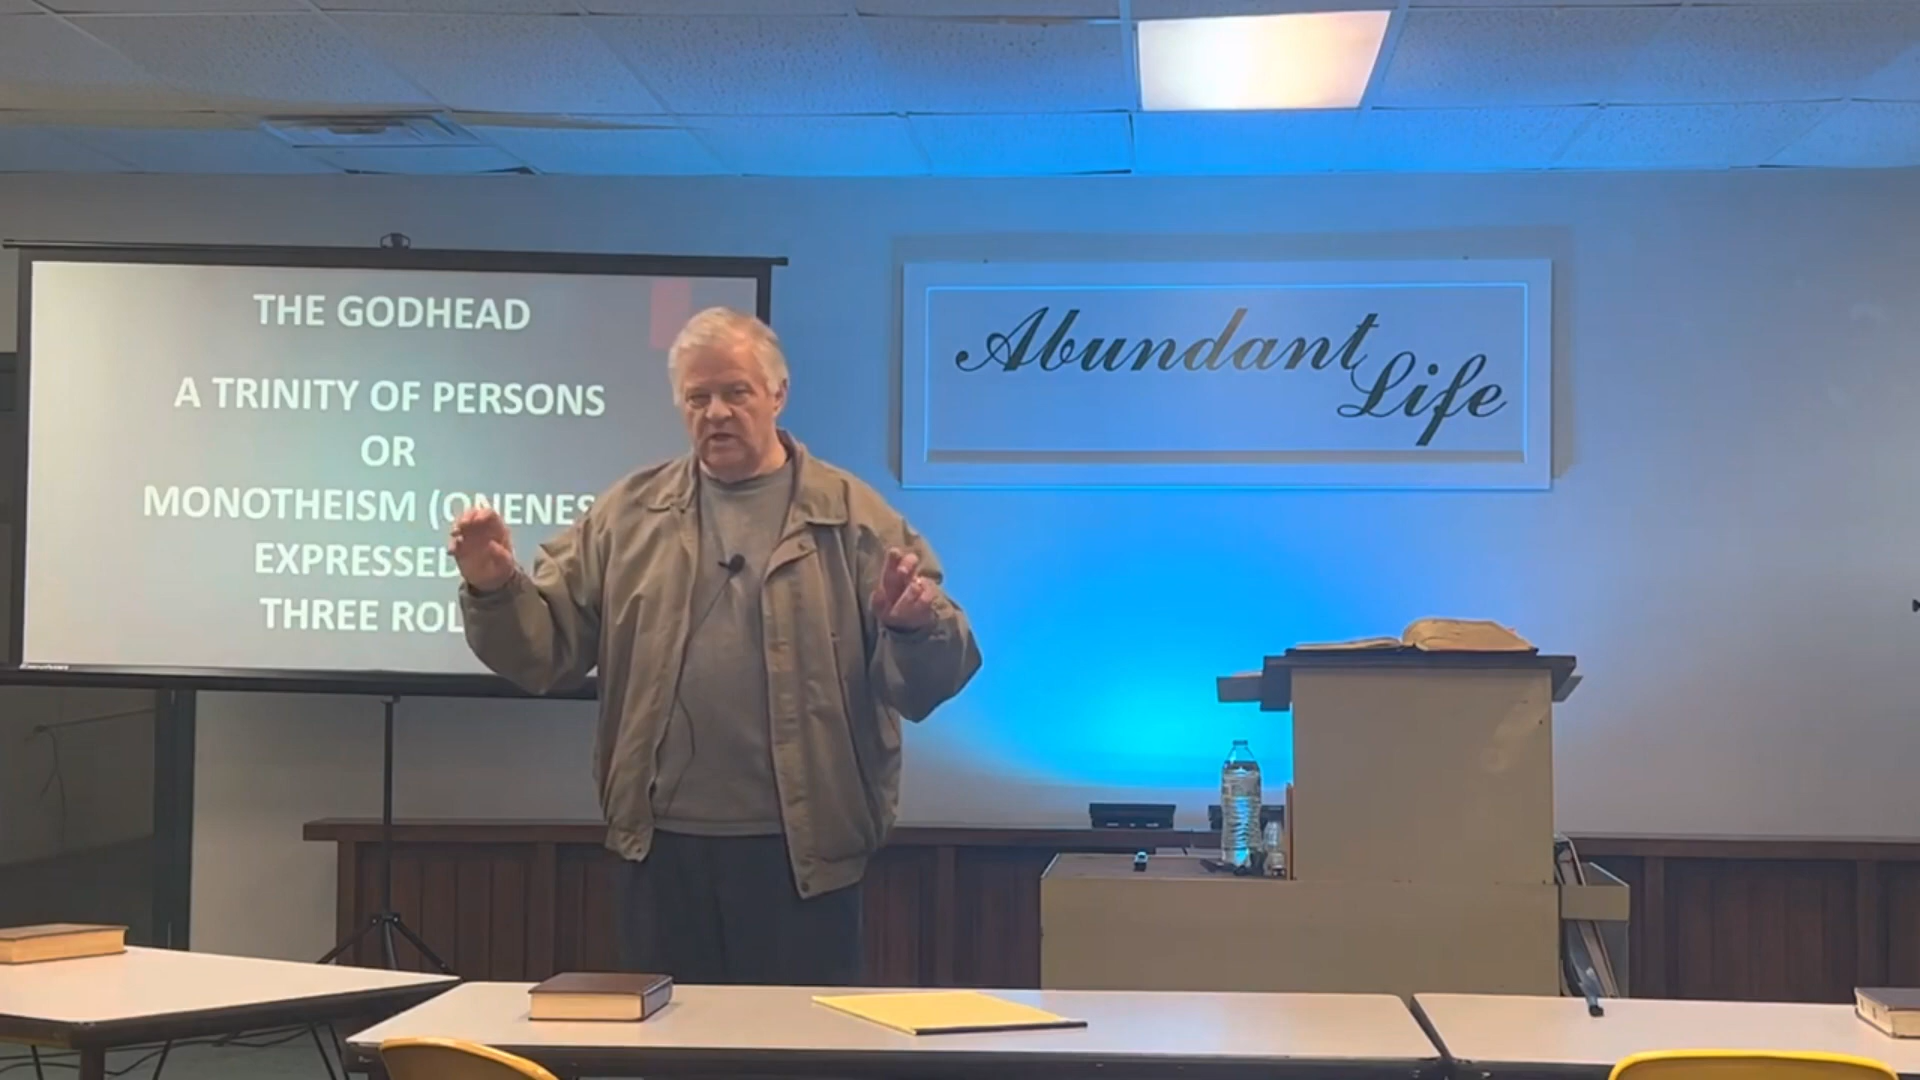 THE GODHEAD
A TRINITY OF PERSONS
OR
MONOTHEISM (ONENES
EXPRESSED
THREE ROL
Abundant
Life